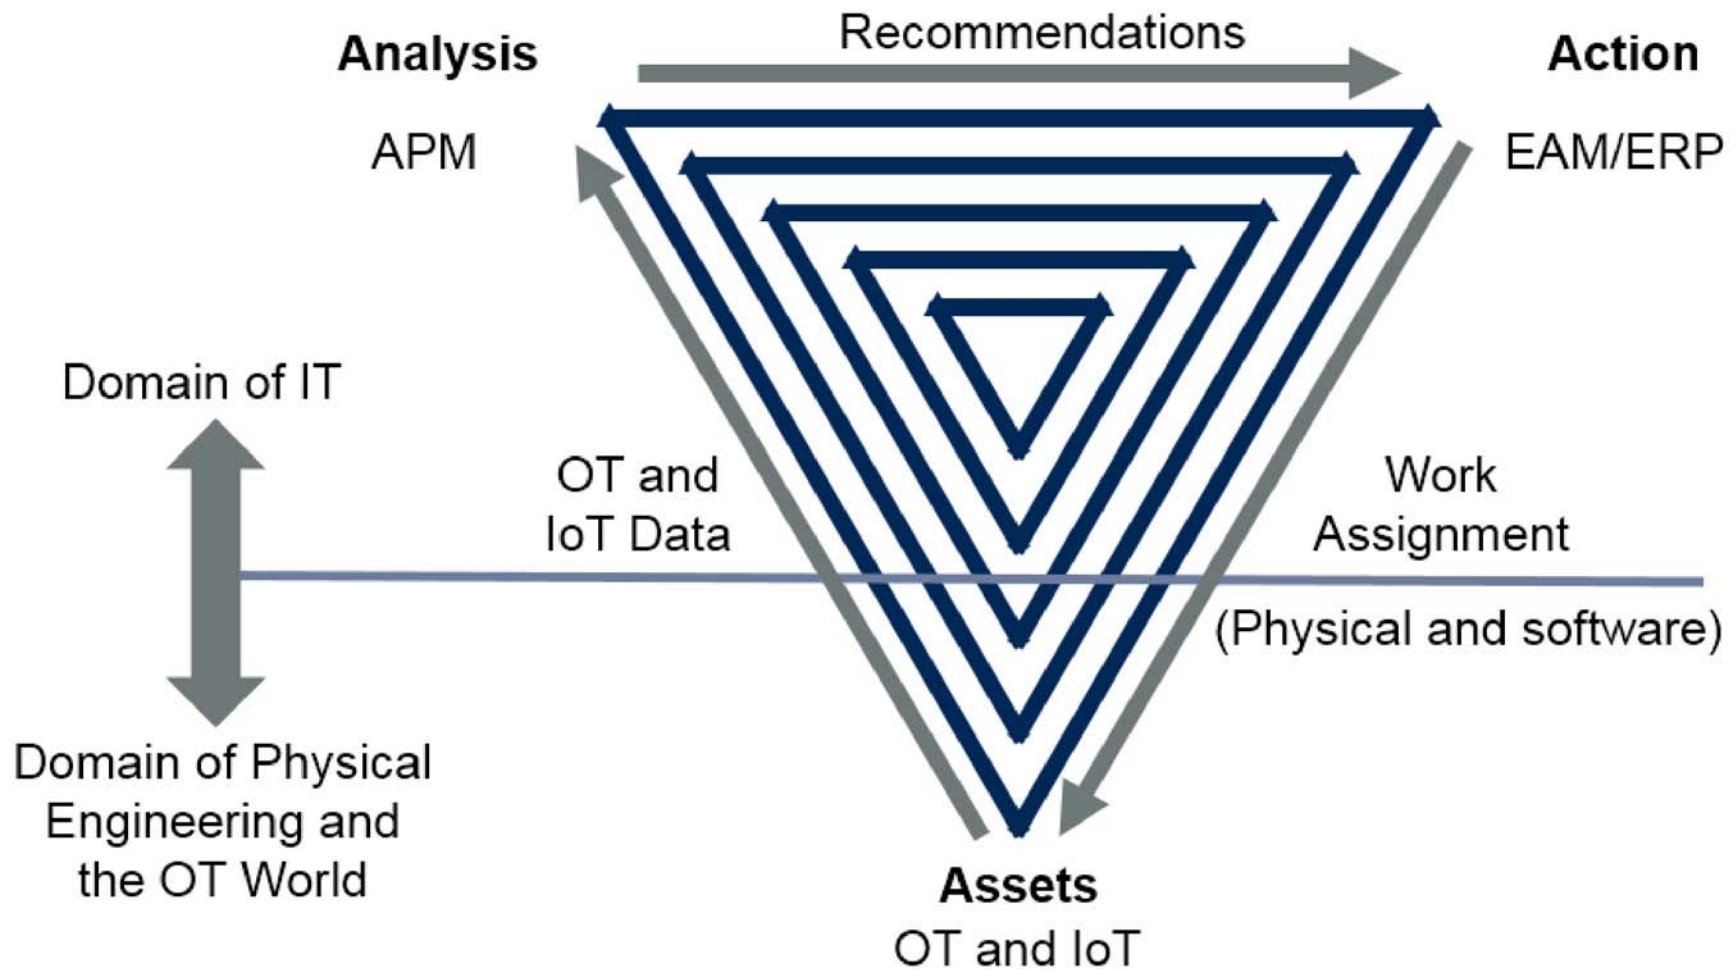 Recommendations
Analysis
Action
APM
EAM/ERP
Domain of IT
OT and
IoT Data
Work
Assignment
(Physical and software)
Domain of Physical
Engineering and
the OT World
Assets
OT and IoT